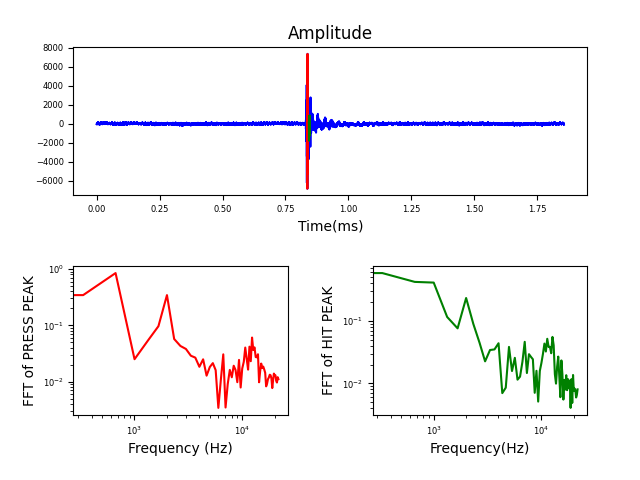 Amplitude
8000
6000
4000
2000
0
−2000
−4000
−6000
0.00 0.25 0.50 0.75 1.00 1.25 1.50 1.75
Time(ms)
FFT of PRESS PEAK
10⁰
10⁻¹
10⁻²
10³ 10⁴
Frequency (Hz)
FFT of HIT PEAK
10⁻¹
10⁻²
10³ 10⁴
Frequency(Hz)